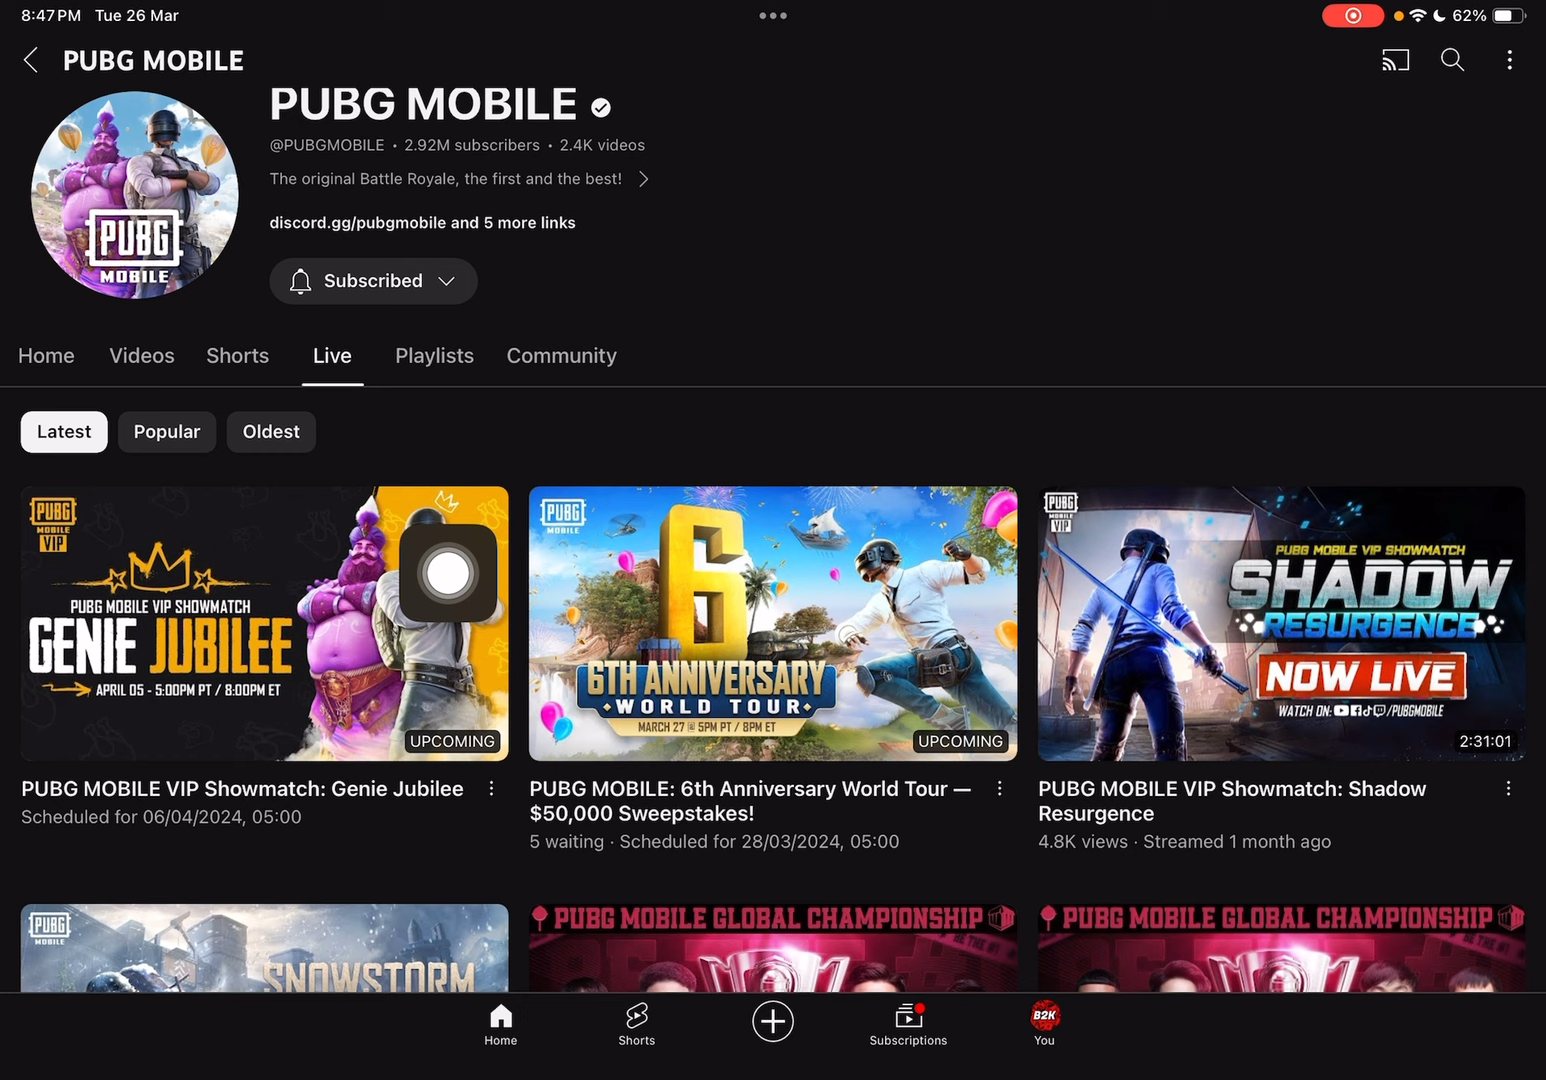 8:47 PM Tue 26 Mar
62%
PUBG MOBILE
PUBG MOBILE
@PUBGMOBILE · 2.92M subscribers · 2.4K videos
The original Battle Royale, the first and the best!
discord.gg/pubgmobile and 5 more links
Subscribed
PUBG
MOBILE
Home Videos Shorts Live Playlists Community
Latest Popular Oldest
PUBG
MOBILE
VIP
PUBG MOBILE VIP SHOWMATCH
GENIE JUBILEE
APRIL 05 - 5:00PM PT / 8:00PM ET
UPCOMING
PUBG MOBILE VIP Showmatch: Genie Jubilee
Scheduled for 06/04/2024, 05:00
PUBG
MOBILE
6
6TH ANNIVERSARY
WORLD TOUR
MARCH 27 @ 5PM PT / 8PM ET
UPCOMING
PUBG MOBILE: 6th Anniversary World Tour —
$50,000 Sweepstakes!
5 waiting · Scheduled for 28/03/2024, 05:00
PUBG
MOBILE
VIP
PUBG MOBILE VIP SHOWMATCH
SHADOW
RESURGENCE
NOW LIVE
WATCH ON: /PUBGMOBILE
2:31:01
PUBG MOBILE VIP Showmatch: Shadow
Resurgence
4.8K views · Streamed 1 month ago
PUBG
MOBILE
SNOWSTORM
PUBG MOBILE GLOBAL CHAMPIONSHIP
PUBG MOBILE GLOBAL CHAMPIONSHIP
Home
Shorts
Subscriptions
B2K
You